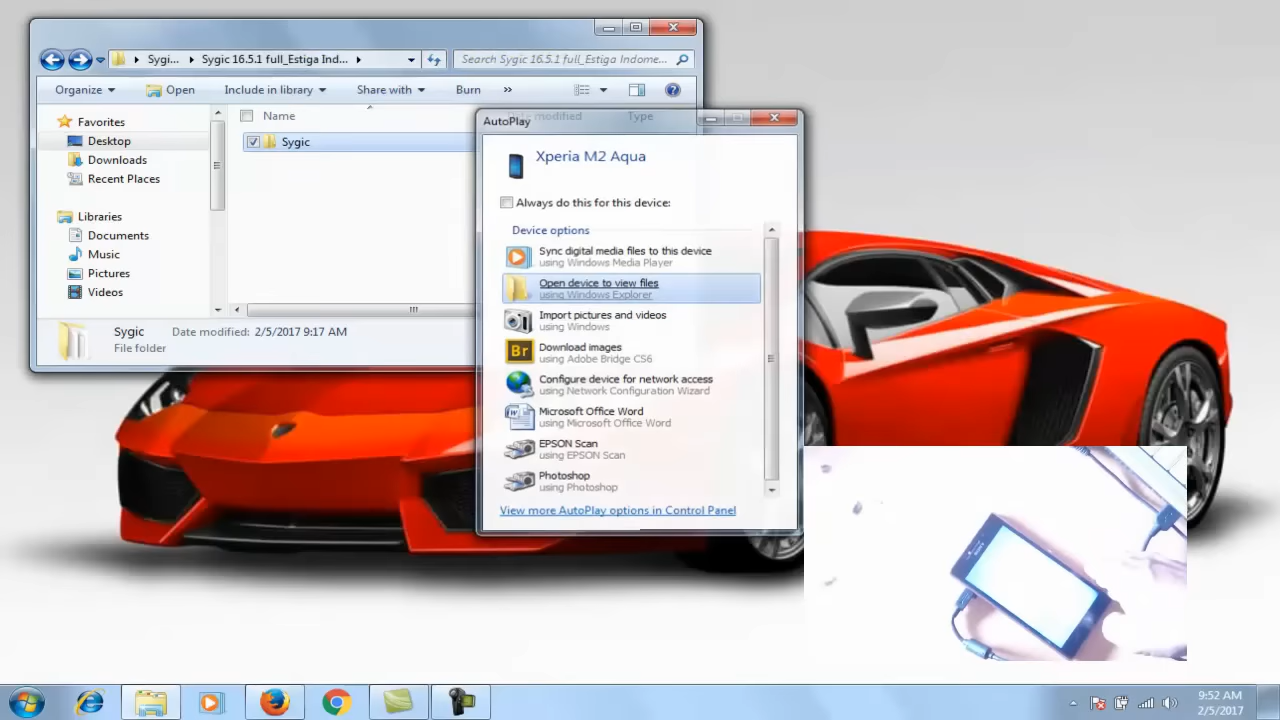 Sygi...
Sygic 16.5.1 full_Estiga Ind...
Search Sygic 16.5.1 full_Estiga Indome...
Organize
Open
Include in library
Share with
Burn
»
Favorites
Desktop
Downloads
Recent Places
Libraries
Documents
Music
Pictures
Videos
Name
Date modified
Type
Sygic
Sygic
Date modified: 2/5/2017 9:17 AM
File folder
AutoPlay
Xperia M2 Aqua
Always do this for this device:
Device options
Sync digital media files to this device
using Windows Media Player
Open device to view files
using Windows Explorer
Import pictures and videos
using Windows
Download images
using Adobe Bridge CS6
Configure device for network access
using Network Configuration Wizard
Microsoft Office Word
using Microsoft Office Word
EPSON Scan
using EPSON Scan
Photoshop
using Photoshop
View more AutoPlay options in Control Panel
Br
9:52 AM
2/5/2017